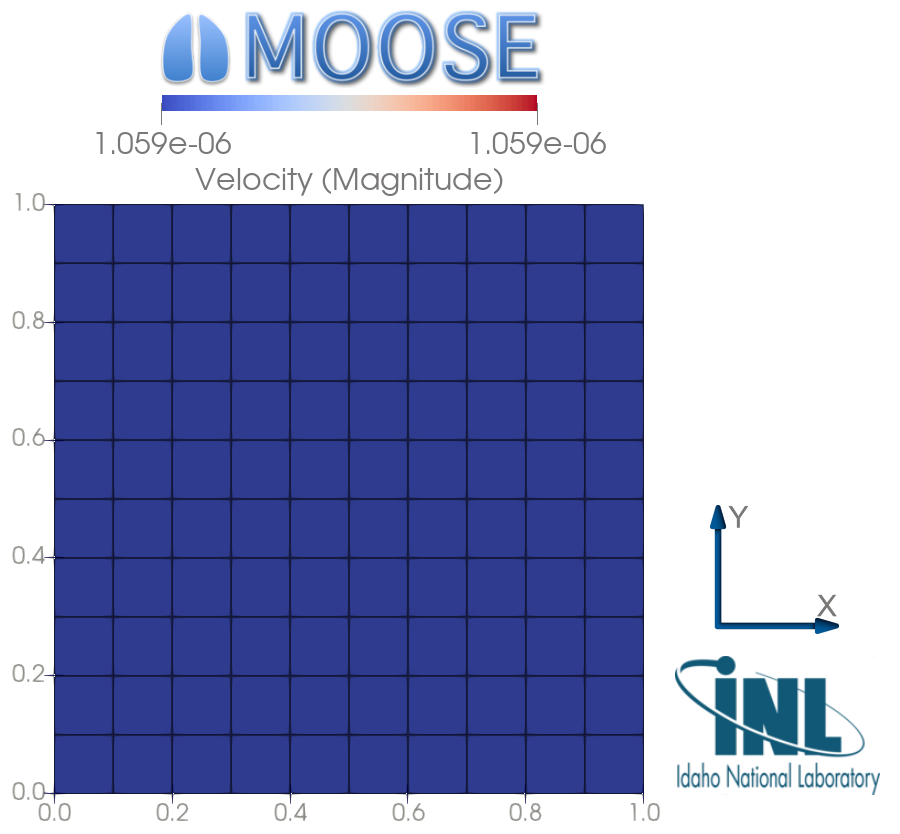 MOOSE
1.059e-06 1.059e-06
Velocity (Magnitude)
1.0
0.8
0.6
0.4
0.2
0.0
0.0 0.2 0.4 0.6 0.8 1.0
Y
X
INL
Idaho National Laboratory